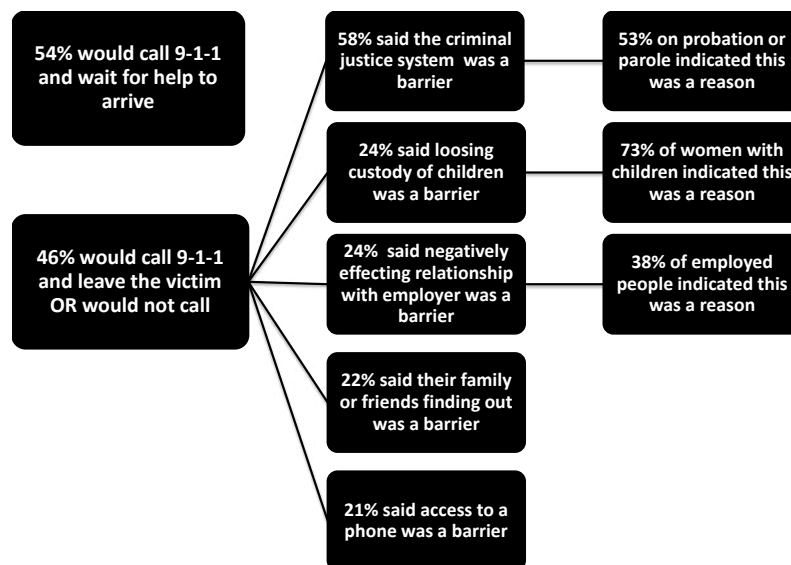 54% would call 9-1-1
and wait for help to
arrive
46% would call 9-1-1
and leave the victim
OR would not call
58% said the criminal
justice system was a
barrier
53% on probation or
parole indicated this
was a reason
24% said loosing
custody of children
was a barrier
73% of women with
children indicated this
was a reason
24% said negatively
effecting relationship
with employer was a
barrier
38% of employed
people indicated this
was a reason
22% said their family
or friends finding out
was a barrier
21% said access to a
phone was a barrier